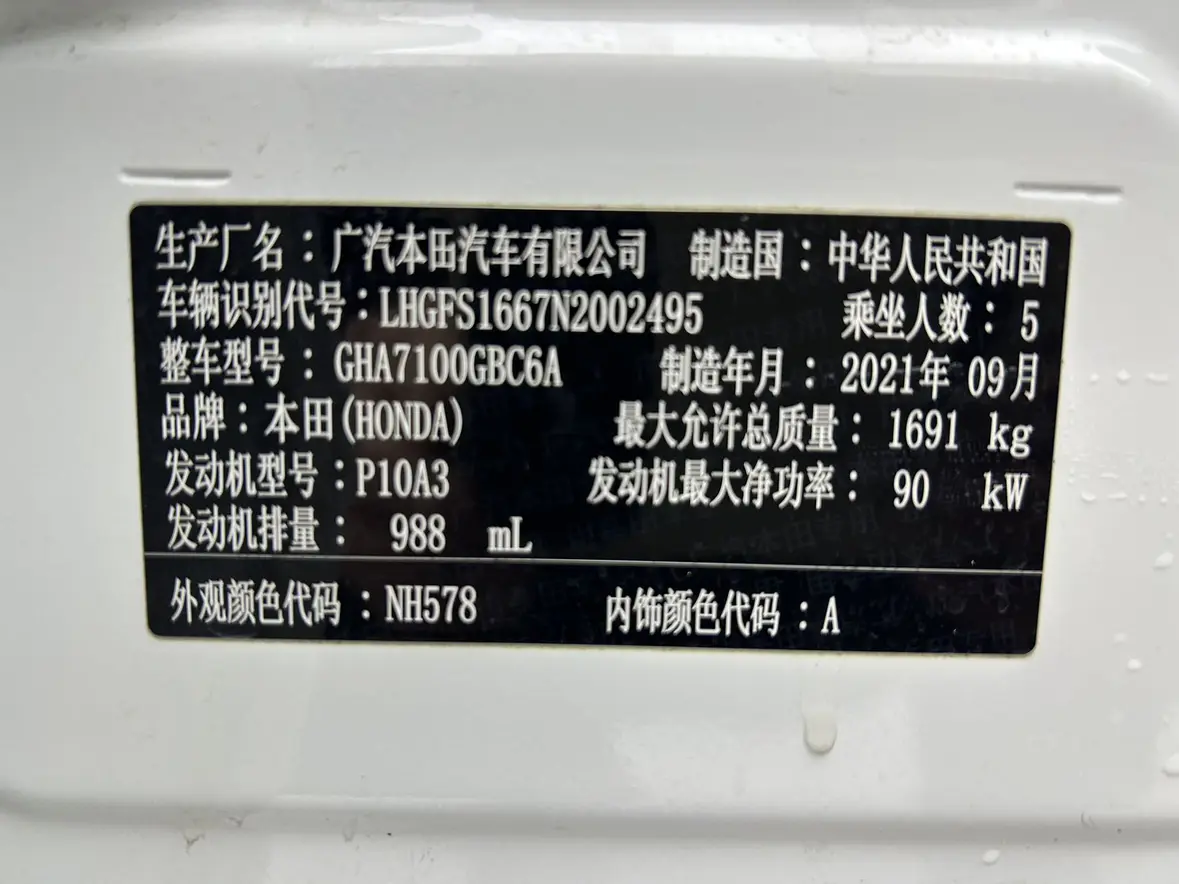 生产厂名：广汽本田汽车有限公司 制造国：中华人民共和国
车辆识别代号：LHGFS1667N2002495 乘坐人数：5
整车型号：GHA7100GBC6A 制造年月：2021年 09月
品牌：本田(HONDA) 最大允许总质量：1691 kg
发动机型号：P10A3 发动机最大净功率：90 kW
发动机排量：988 mL
外观颜色代码：NH578 内饰颜色代码：A